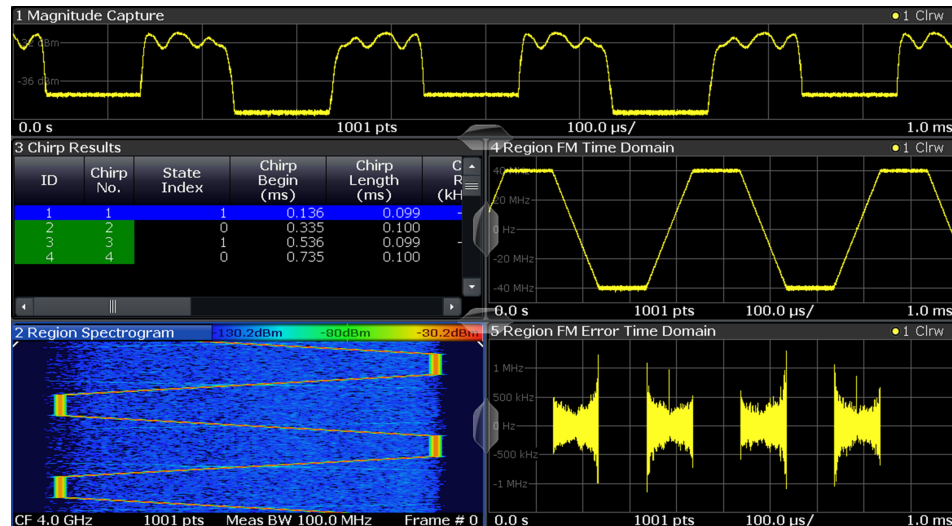 1 Magnitude Capture
1 Clrw
-36 dBm
0.0 s 1001 pts 100.0 µs/ 1.0 ms
3 Chirp Results
ID Chirp No. State Index Chirp Begin (ms) Chirp Length (ms)
1 1 1 0.136 0.099
2 2 0 0.335 0.100
3 3 1 0.536 0.099
4 4 0 0.735 0.100
4 Region FM Time Domain
1 Clrw
20 MHz
0 Hz
-20 MHz
-40 MHz
0.0 s 1001 pts 100.0 µs/ 1.0 ms
2 Region Spectrogram
-130.2dBm -80dBm -30.2dBm
CF 4.0 GHz 1001 pts Meas BW 100.0 MHz Frame # 0
5 Region FM Error Time Domain
1 Clrw
1 MHz
500 kHz
0 Hz
-500 kHz
-1 MHz
0.0 s 1001 pts 100.0 µs/ 1.0 ms